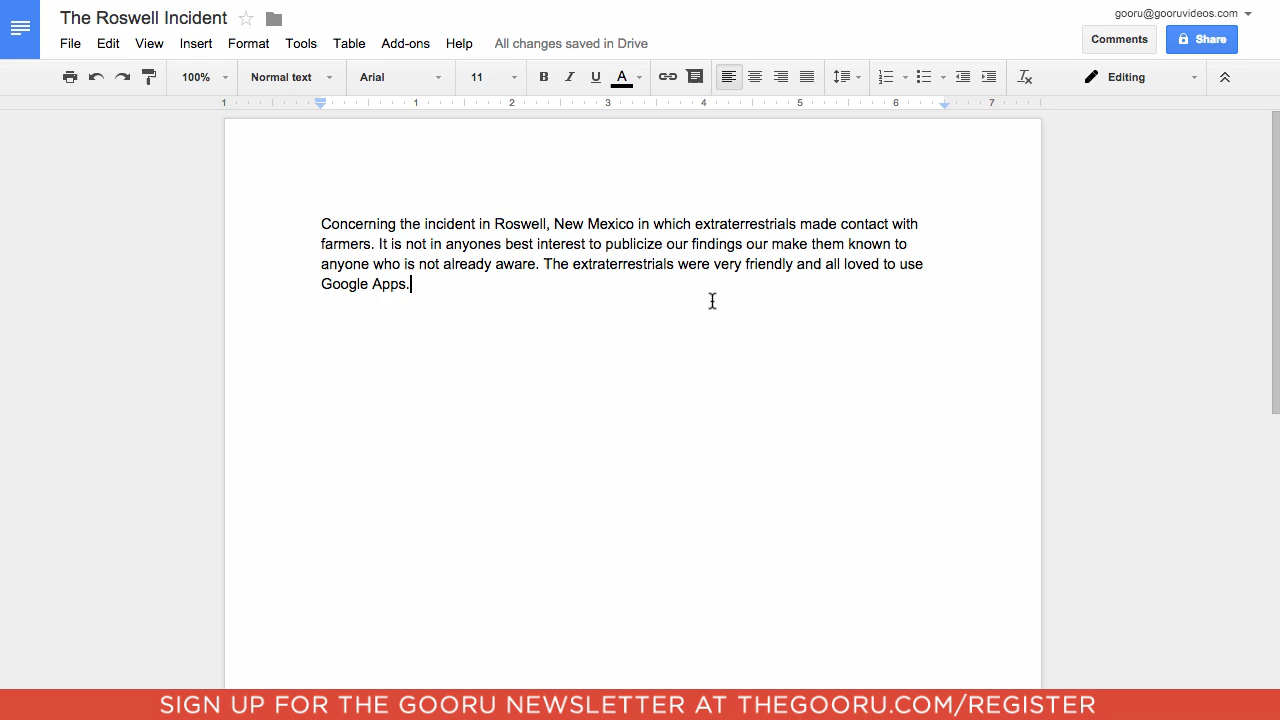 The Roswell Incident
gooru@gooruvideos.com
File Edit View Insert Format Tools Table Add-ons Help All changes saved in Drive
Comments Share
100% Normal text Arial 11 B I U A Editing
1 1 2 3 4 5 6 7
Concerning the incident in Roswell, New Mexico in which extraterrestrials made contact with
farmers. It is not in anyones best interest to publicize our findings our make them known to
anyone who is not already aware. The extraterrestrials were very friendly and all loved to use
Google Apps.
SIGN UP FOR THE GOORU NEWSLETTER AT THEGOORU.COM/REGISTER